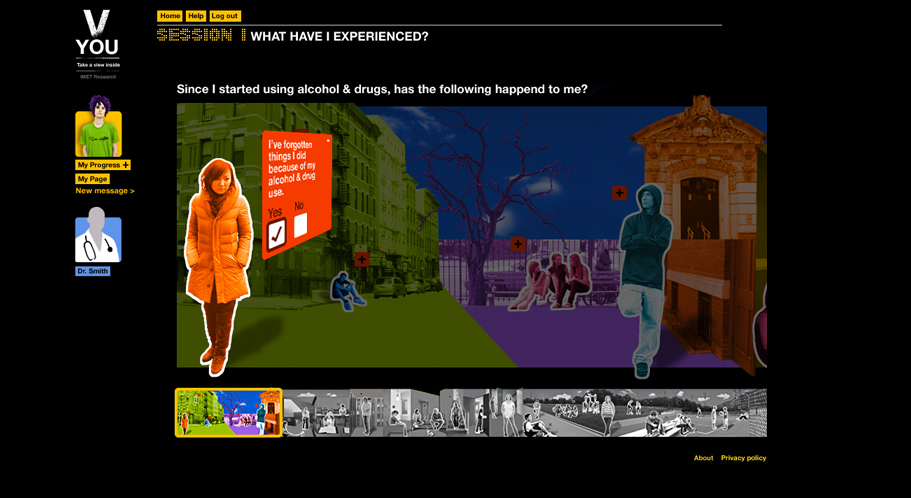 Home Help Log out
V
YOU
Take a view inside
iMET Research
SESSION 1 WHAT HAVE I EXPERIENCED?
Since I started using alcohol & drugs, has the following happend to me?
I've forgotten
things I did
because of my
alcohol & drug
use.
Yes No
My Progress +
My Page
New message >
Dr. Smith
About Privacy policy